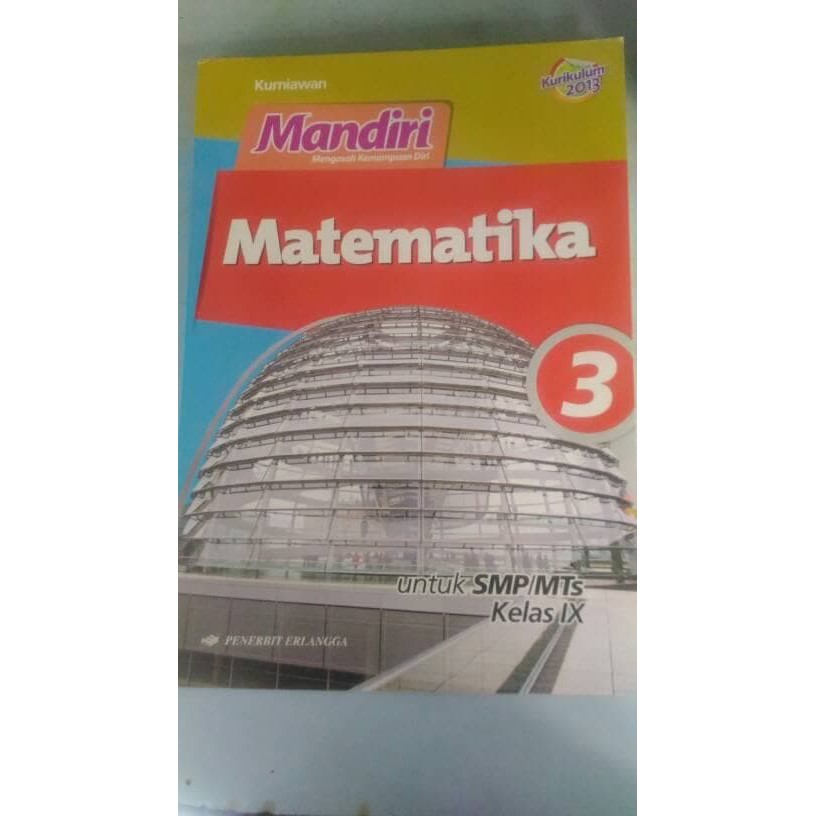 Kurniawan
Kurikulum
2013
Mandiri
Mengasah Kemampuan Diri
Matematika
3
untuk SMP/MTs
Kelas IX
PENERBIT ERLANGGA